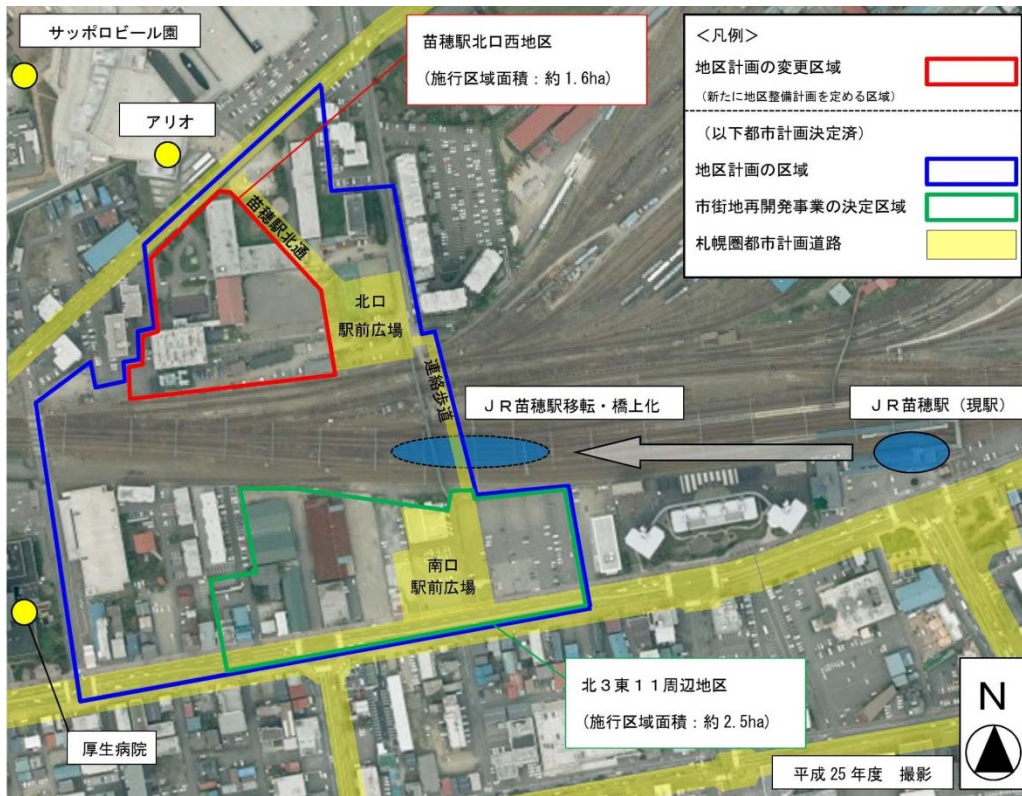 サッポロビール園
アリオ
苗穂駅北口西地区
(施行区域面積：約1.6ha)
＜凡例＞
地区計画の変更区域
（新たに地区整備計画を定める区域）
（以下都市計画決定済）
地区計画の区域
市街地再開発事業の決定区域
札幌圏都市計画道路
苗穂駅北通
北口
駅前広場
連絡歩道
ＪＲ苗穂駅移転・橋上化
ＪＲ苗穂駅（現駅）
南口
駅前広場
北３東１１周辺地区
(施行区域面積：約2.5ha)
厚生病院
平成25年度　撮影
N